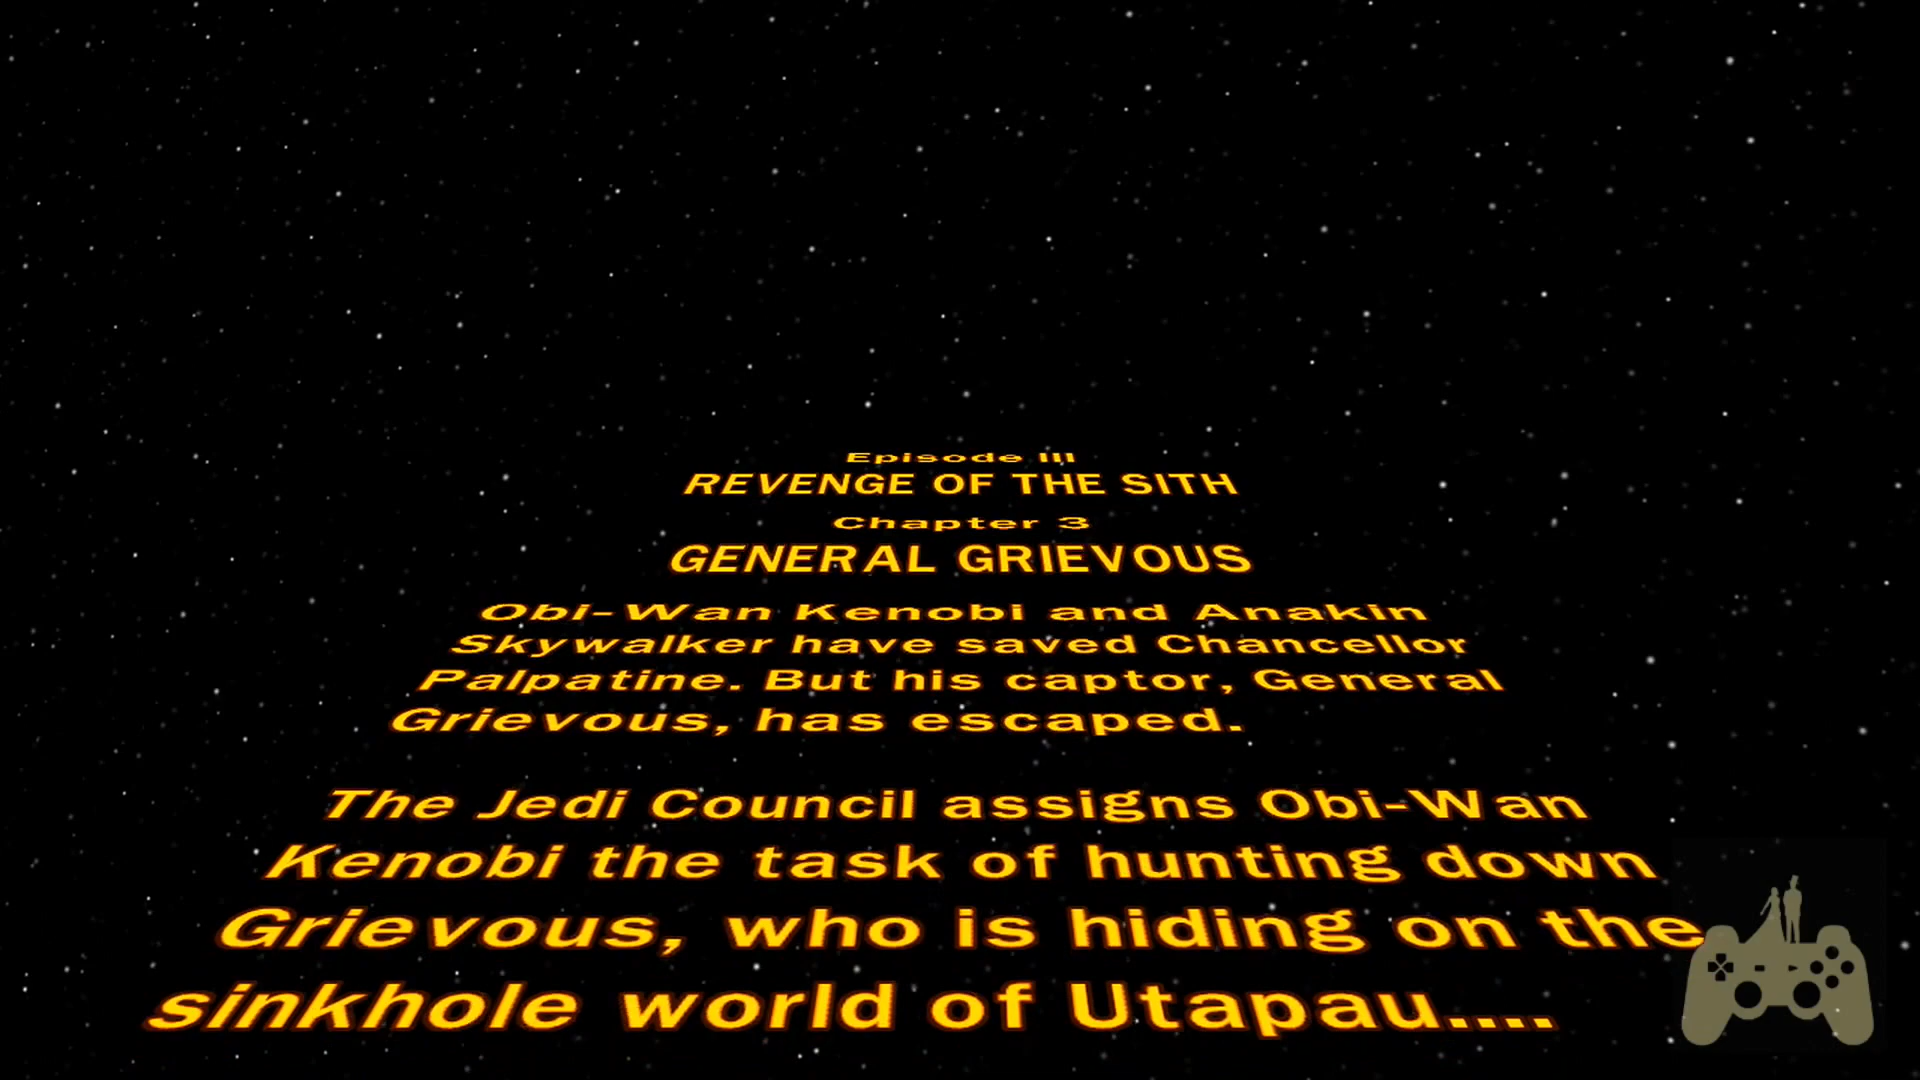 Episode III
REVENGE OF THE SITH
Chapter 3
GENERAL GRIEVOUS
Obi-Wan Kenobi and Anakin
Skywalker have saved Chancellor
Palpatine. But his captor, General
Grievous, has escaped.
The Jedi Council assigns Obi-Wan
Kenobi the task of hunting down
Grievous, who is hiding on the
sinkhole world of Utapau....